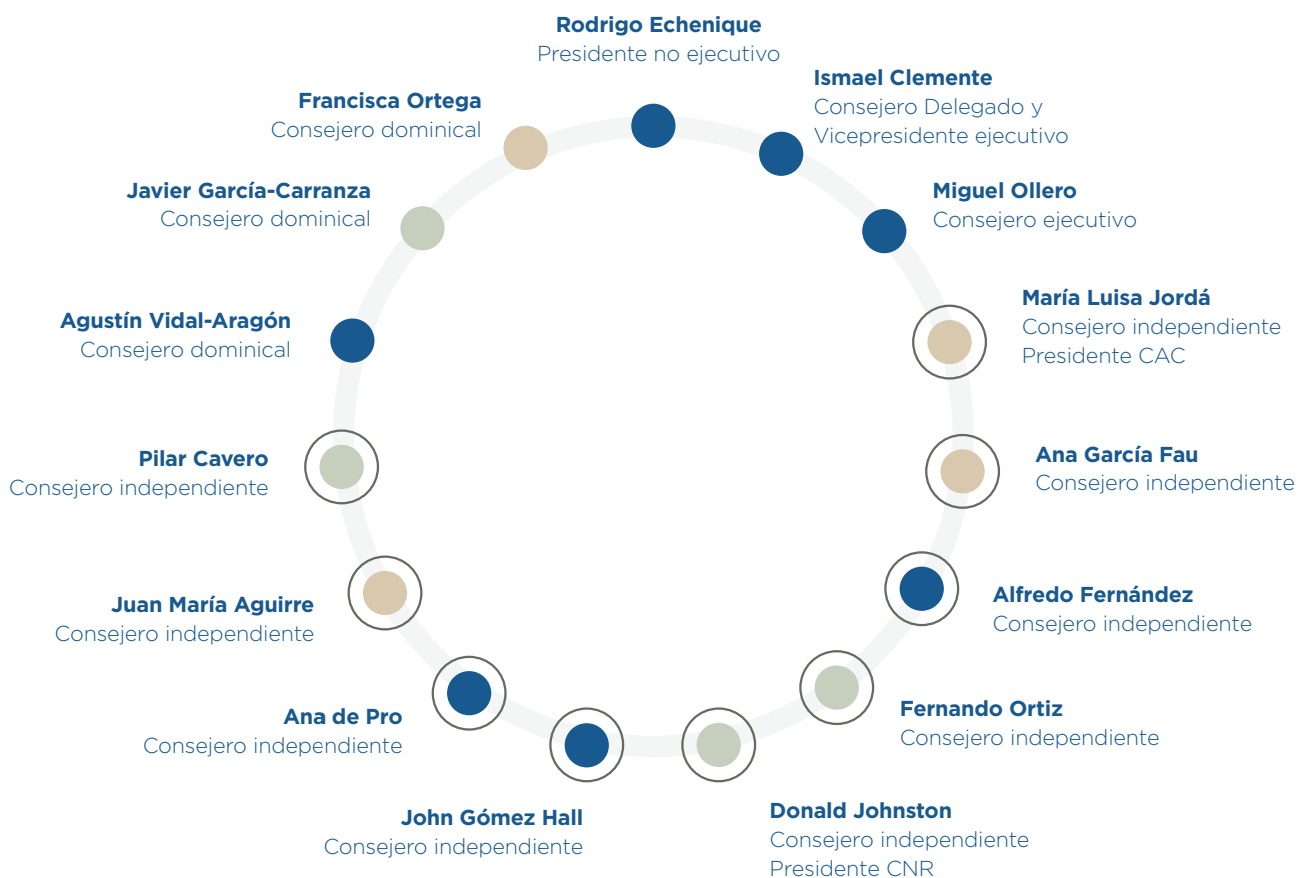 Rodrigo Echenique
Presidente no ejecutivo
Ismael Clemente
Consejero Delegado y
Vicepresidente ejecutivo
Miguel Ollero
Consejero ejecutivo
María Luisa Jordá
Consejero independiente
Presidente CAC
Ana García Fau
Consejero independiente
Alfredo Fernández
Consejero independiente
Fernando Ortiz
Consejero independiente
Donald Johnston
Consejero independiente
Presidente CNR
John Gómez Hall
Consejero independiente
Ana de Pro
Consejero independiente
Juan María Aguirre
Consejero independiente
Pilar Cavero
Consejero independiente
Agustín Vidal-Aragón
Consejero dominical
Javier García-Carranza
Consejero dominical
Francisca Ortega
Consejero dominical